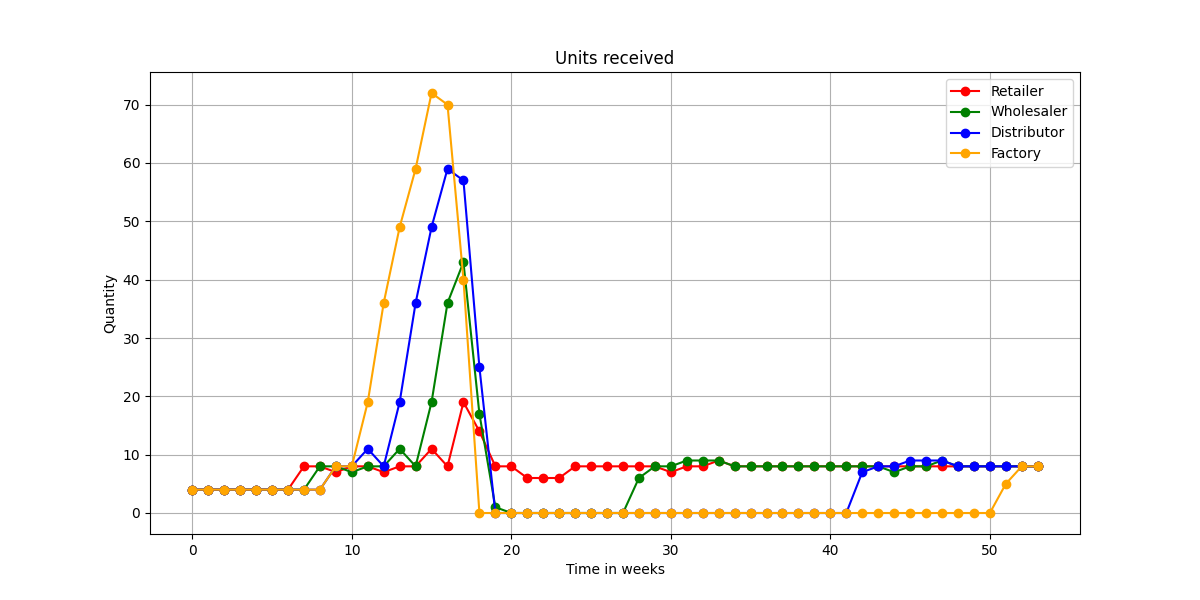 Units received
Retailer
Wholesaler
Distributor
Factory
Quantity
70
60
50
40
30
20
10
0
0 10 20 30 40 50
Time in weeks